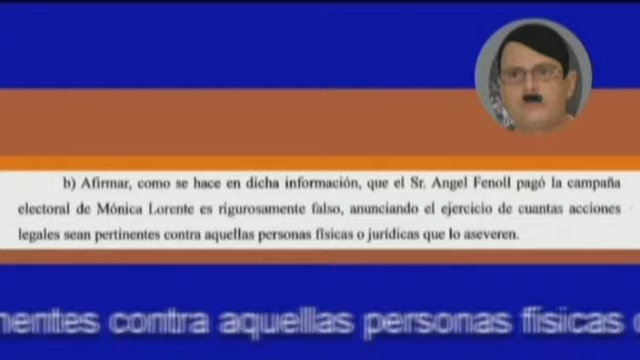 b) Afirmar, como se hace en dicha información, que el Sr. Angel Fenoll pagó la campaña
electoral de Mónica Lorente es rigurosamente falso, anunciando el ejercicio de cuantas acciones
legales sean pertinentes contra aquellas personas físicas o jurídicas que lo aseveren.
nentes contra aquellas personas físicas o